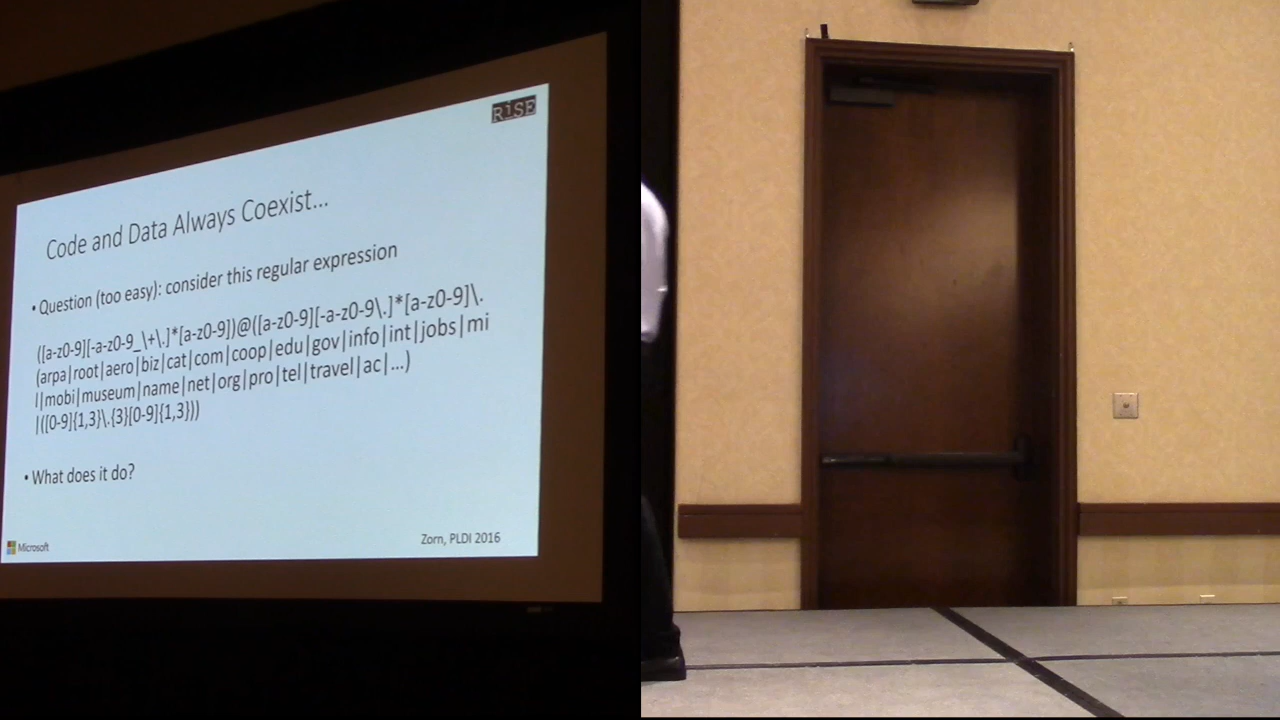 RiSE
Code and Data Always Coexist...
• Question (too easy): consider this regular expression
([a-z0-9][-a-z0-9_\+\.]*[a-z0-9])@([a-z0-9][-a-z0-9\.]*[a-z0-9]\.
(arpa|root|aero|biz|cat|com|coop|edu|gov|info|int|jobs|mi
l|mobi|museum|name|net|org|pro|tel|travel|ac|...)
|([0-9]{1,3}\.{3}[0-9]{1,3}))
• What does it do?
Microsoft
Zorn, PLDI 2016